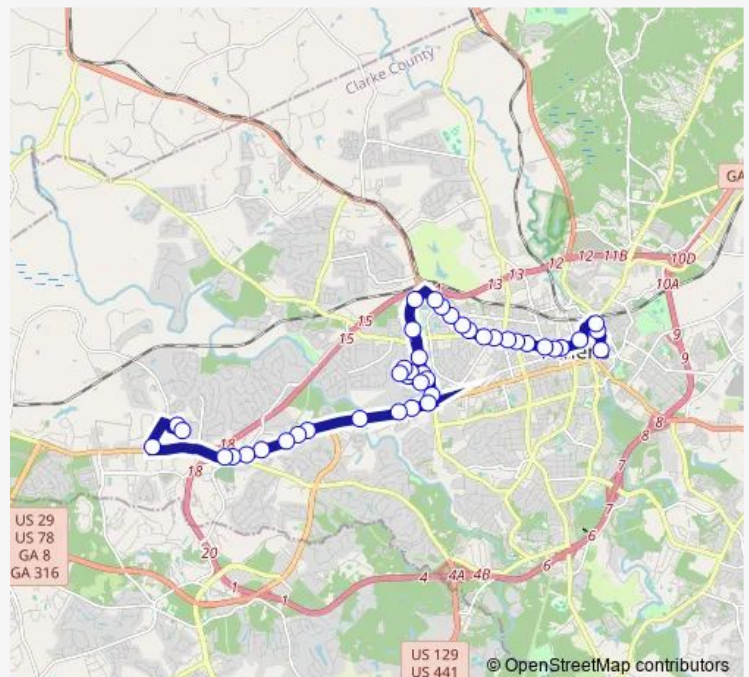 Clarke County
GA
12
11B
10D
12
13
13
10A
15
15
9
9
18
18
8
8
7
7
6
6
20
1
1
4
4A
4B
US 29
US 78
GA 8
GA 316
US 129
US 441
© OpenStreetMap contributors